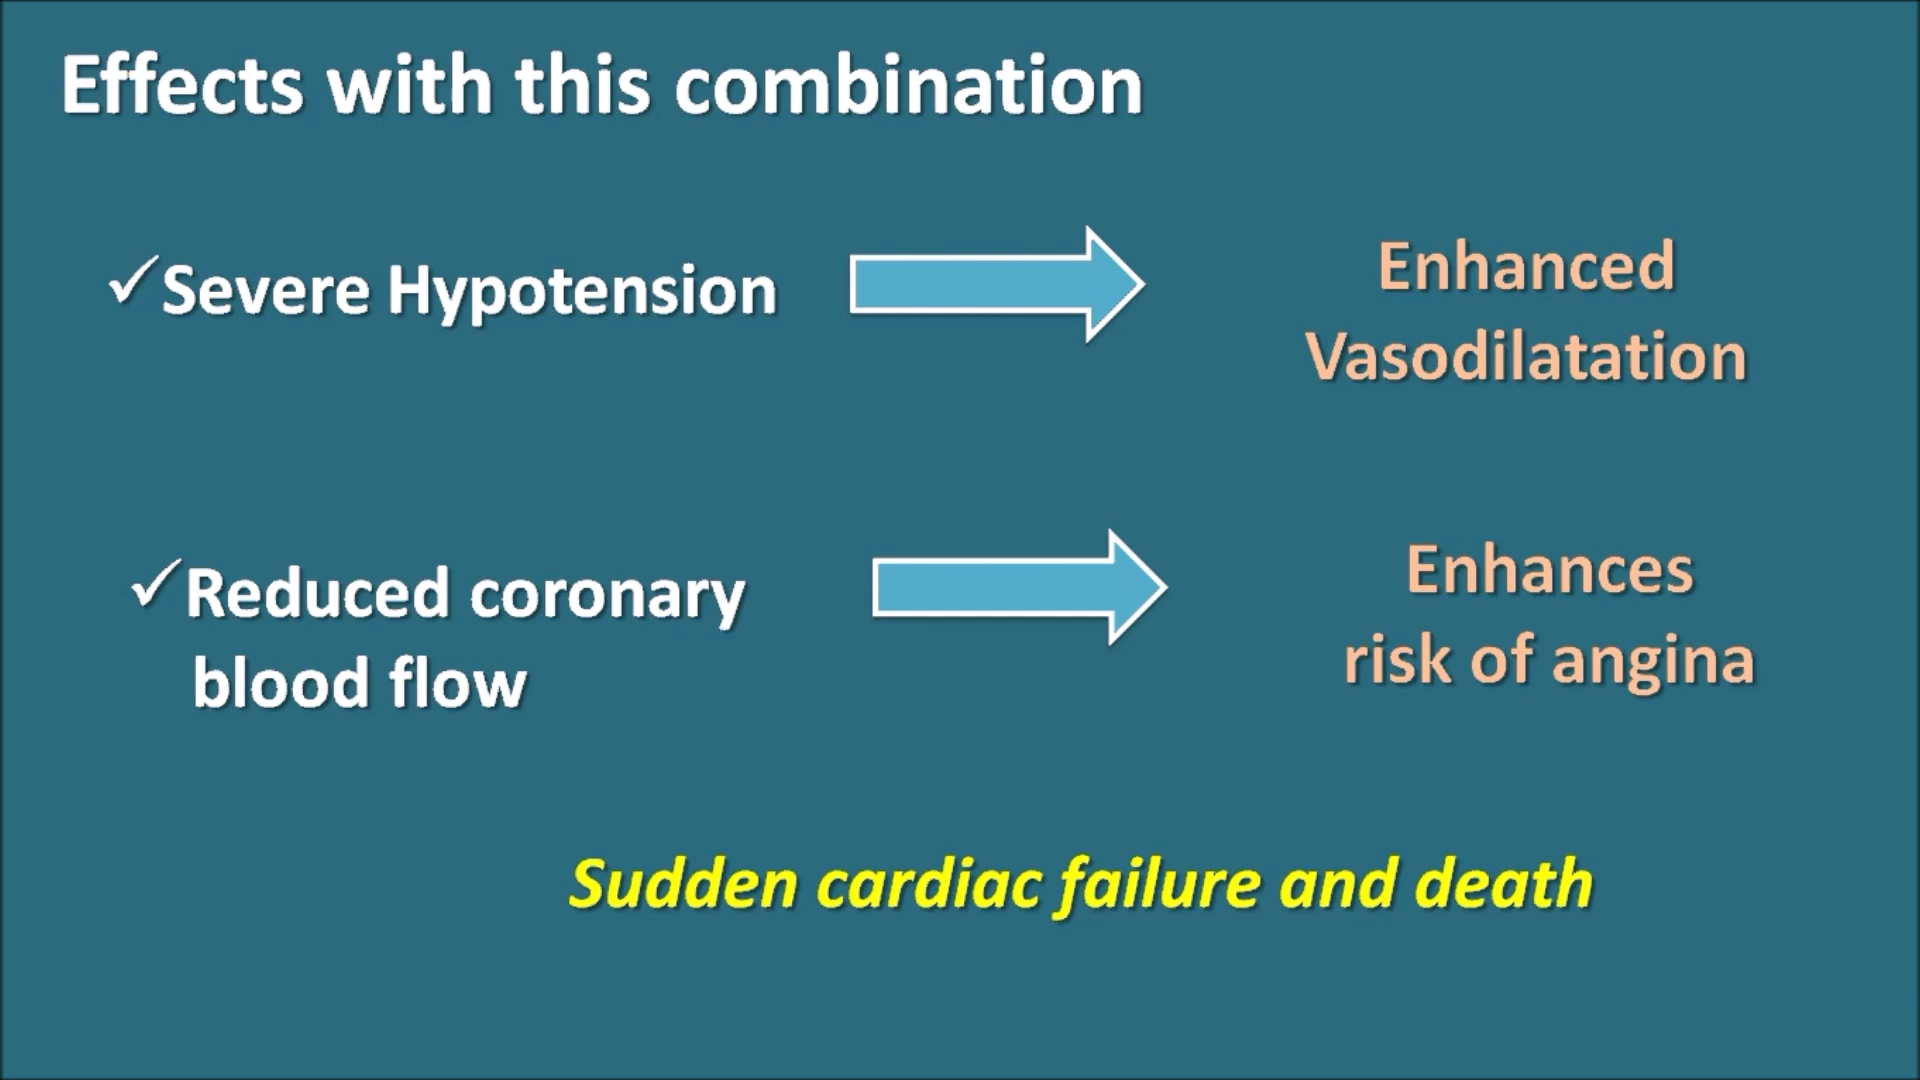 Effects with this combination
✓Severe Hypotension
Enhanced
Vasodilatation
✓Reduced coronary
blood flow
Enhances
risk of angina
Sudden cardiac failure and death